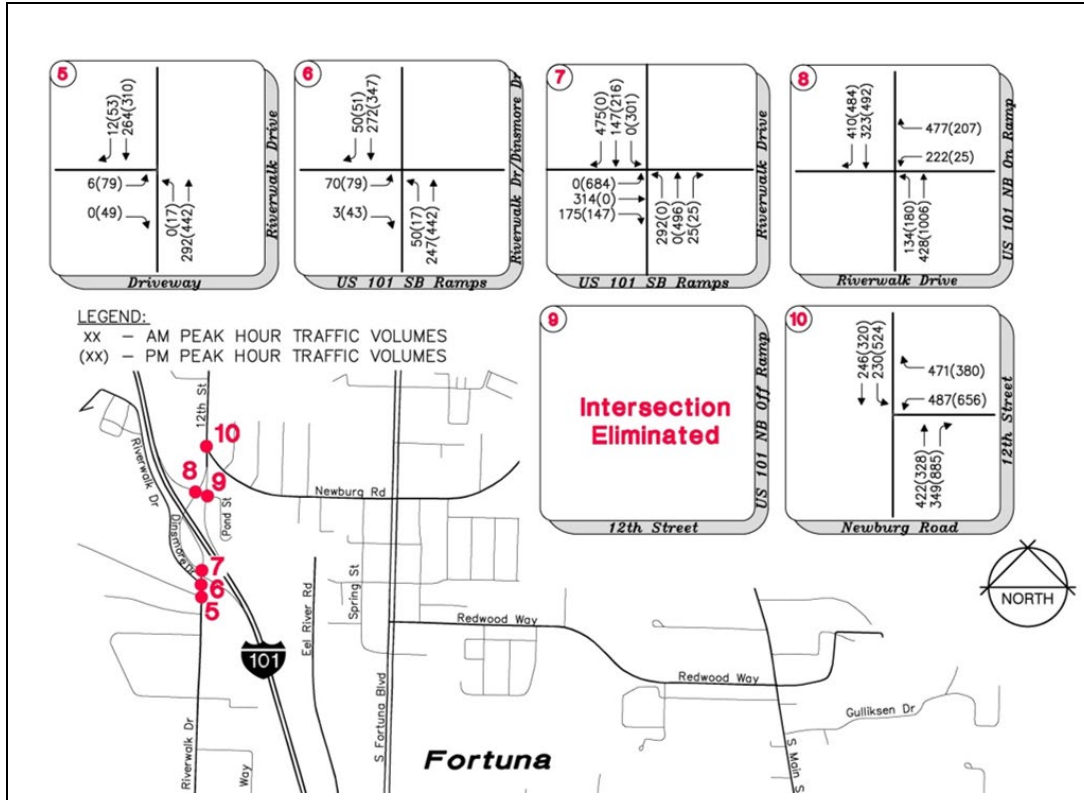 5
12(53)
264(310)
6(79)
0(49)
0(17)
292(442)
Riverwalk Drive
Driveway
6
50(51)
272(347)
70(79)
3(43)
50(17)
247(442)
Riverwalk Dr/Dinsmore Dr
US 101 SB Ramps
7
475(0)
147(216)
0(301)
0(684)
314(0)
175(147)
292(0)
0(496)
25(25)
Riverwalk Drive
US 101 SB Ramps
8
410(484)
323(492)
477(207)
222(25)
134(180)
428(1006)
US 101 NB On Ramp
Riverwalk Drive
LEGEND:
XX – AM PEAK HOUR TRAFFIC VOLUMES
(XX) – PM PEAK HOUR TRAFFIC VOLUMES
9
Intersection
Eliminated
US 101 NB Off Ramp
12th Street
10
246(320)
230(524)
471(380)
487(656)
422(328)
349(885)
12th Street
Newburg Road
12th St
10
Riverwalk Dr
8
9
Newburg Rd
(Pond St
Dinsmore Dr
7
6
5
101
Eel River Rd
Spring St
S Fortuna Blvd
Redwood Way
Redwood Way
Gulliksen Dr
S Main S
Riverwalk Dr
Way
Fortuna
NORTH